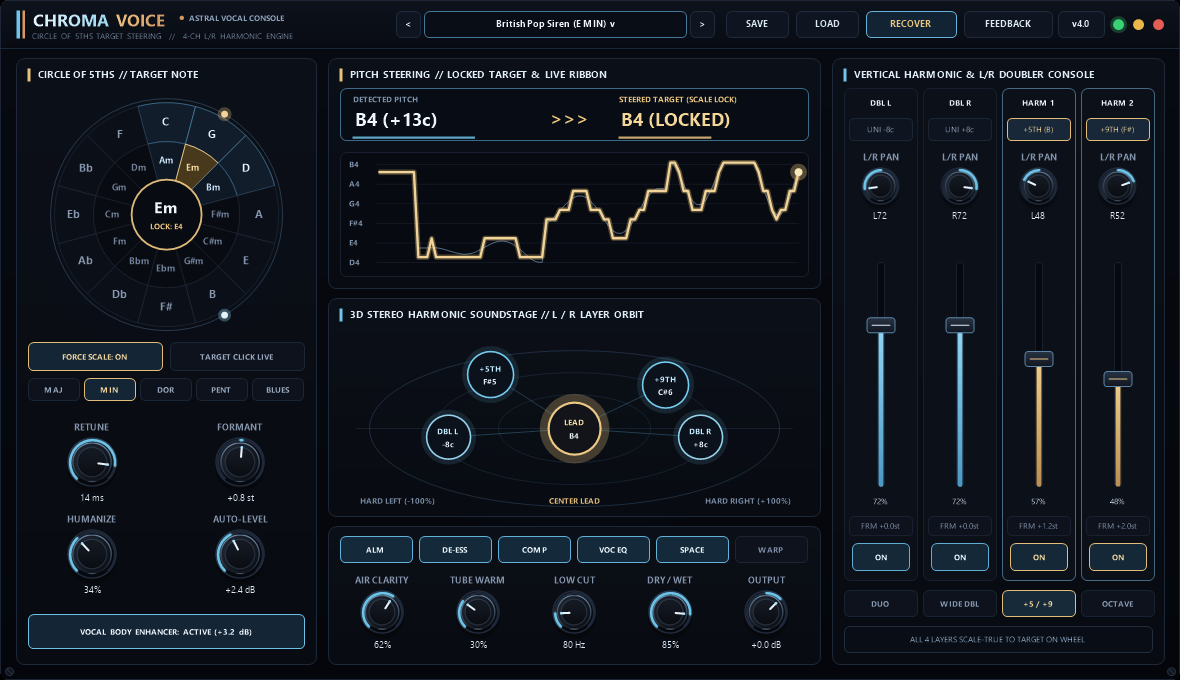 CHROMA VOICE
ASTRAL VOCAL CONSOLE
CIRCLE OF 5THS TARGET STEERING // 4-CH L/R HARMONIC ENGINE
< British Pop Siren (E MIN) v >
SAVE LOAD RECOVER FEEDBACK v4.0
CIRCLE OF 5THS // TARGET NOTE
C
G
D
A
E
B
F#
Db
Ab
Eb
Bb
F
Am
Em
Bm
F#m
C#m
G#m
Ebm
Bbm
Fm
Cm
Gm
Dm
Em
LOCK: E4
FORCE SCALE: ON TARGET CLICK LIVE
MAJ MIN DOR PENT BLUES
RETUNE FORMANT
14 ms +0.8 st
HUMANIZE AUTO-LEVEL
34% +2.4 dB
VOCAL BODY ENHANCER: ACTIVE (+3.2 dB)
PITCH STEERING // LOCKED TARGET & LIVE RIBBON
DETECTED PITCH STEERED TARGET (SCALE LOCK)
B4 (+13c) >>> B4 (LOCKED)
B4
A4
G4
F#4
E4
D4
3D STEREO HARMONIC SOUNDSTAGE // L / R LAYER ORBIT
+5TH
F#5
+9TH
C#6
LEAD
B4
DBL L
-8c
DBL R
+8c
HARD LEFT (-100%) CENTER LEAD HARD RIGHT (+100%)
ALM DE-ESS COMP VOC EQ SPACE WARP
AIR CLARITY TUBE WARM LOW CUT DRY / WET OUTPUT
62% 30% 80 Hz 85% +0.0 dB
VERTICAL HARMONIC & L/R DOUBLER CONSOLE
DBL L DBL R HARM 1 HARM 2
UNI -8c UNI +8c +5TH (B) +9TH (F#)
L/R PAN L/R PAN L/R PAN L/R PAN
L72 R72 L48 R52
72% 72% 57% 48%
FRM +0.0st FRM +0.0st FRM +1.2st FRM +2.0st
ON ON ON ON
DUO WIDE DBL +5 / +9 OCTAVE
ALL 4 LAYERS SCALE-TRUE TO TARGET ON WHEEL